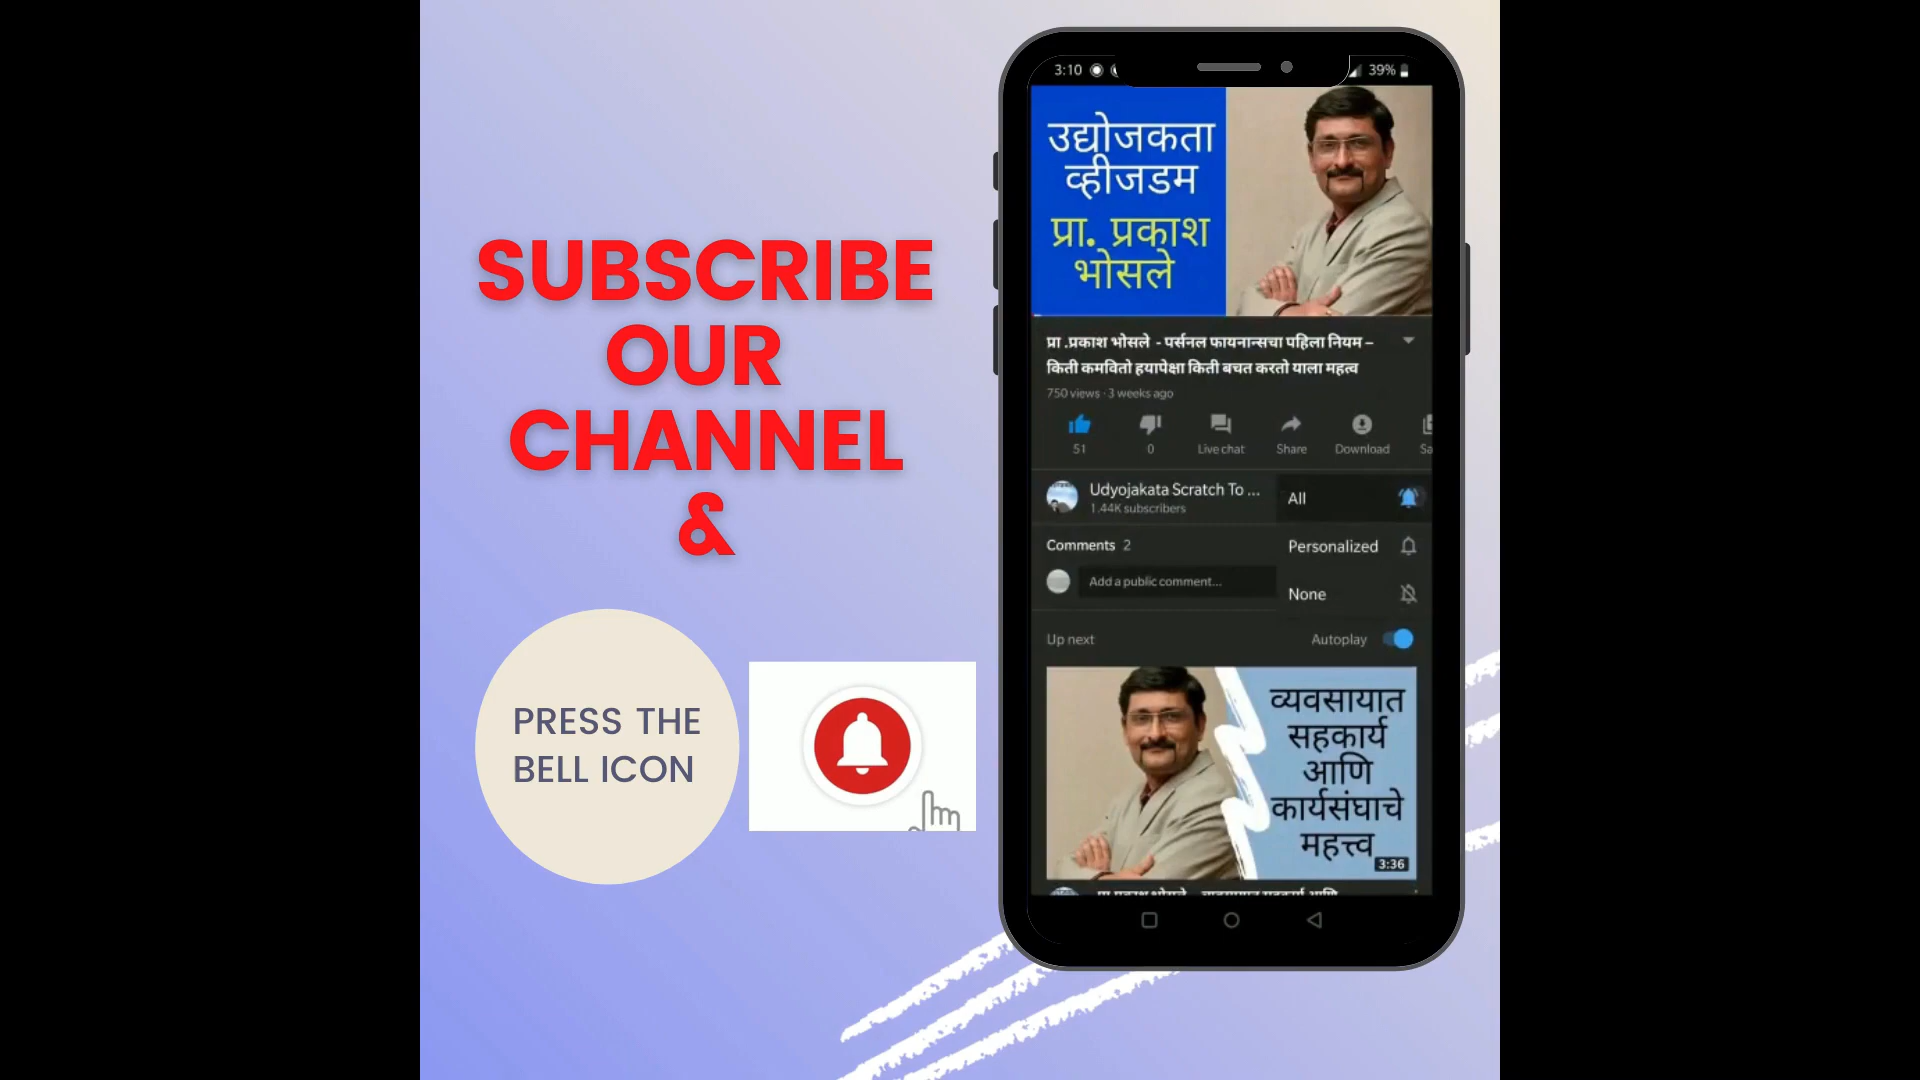 SUBSCRIBE
OUR
CHANNEL
&
PRESS THE
BELL ICON
3:10
39%
उद्योजकता
व्हीजडम
प्रा. प्रकाश
भोसले
प्रा .प्रकाश भोसले - पर्सनल फायनान्सचा पहिला नियम –
किती कमवितो हयापेक्षा किती बचत करतो याला महत्व
750 views · 3 weeks ago
51
0
Live chat
Share
Download
Sa
Udyojakata Scratch To ...
1.44K subscribers
All
Comments 2
Personalized
Add a public comment...
None
Up next
Autoplay
व्यवसायात
सहकार्य
आणि
कार्यसंघाचे
महत्त्व
3:36